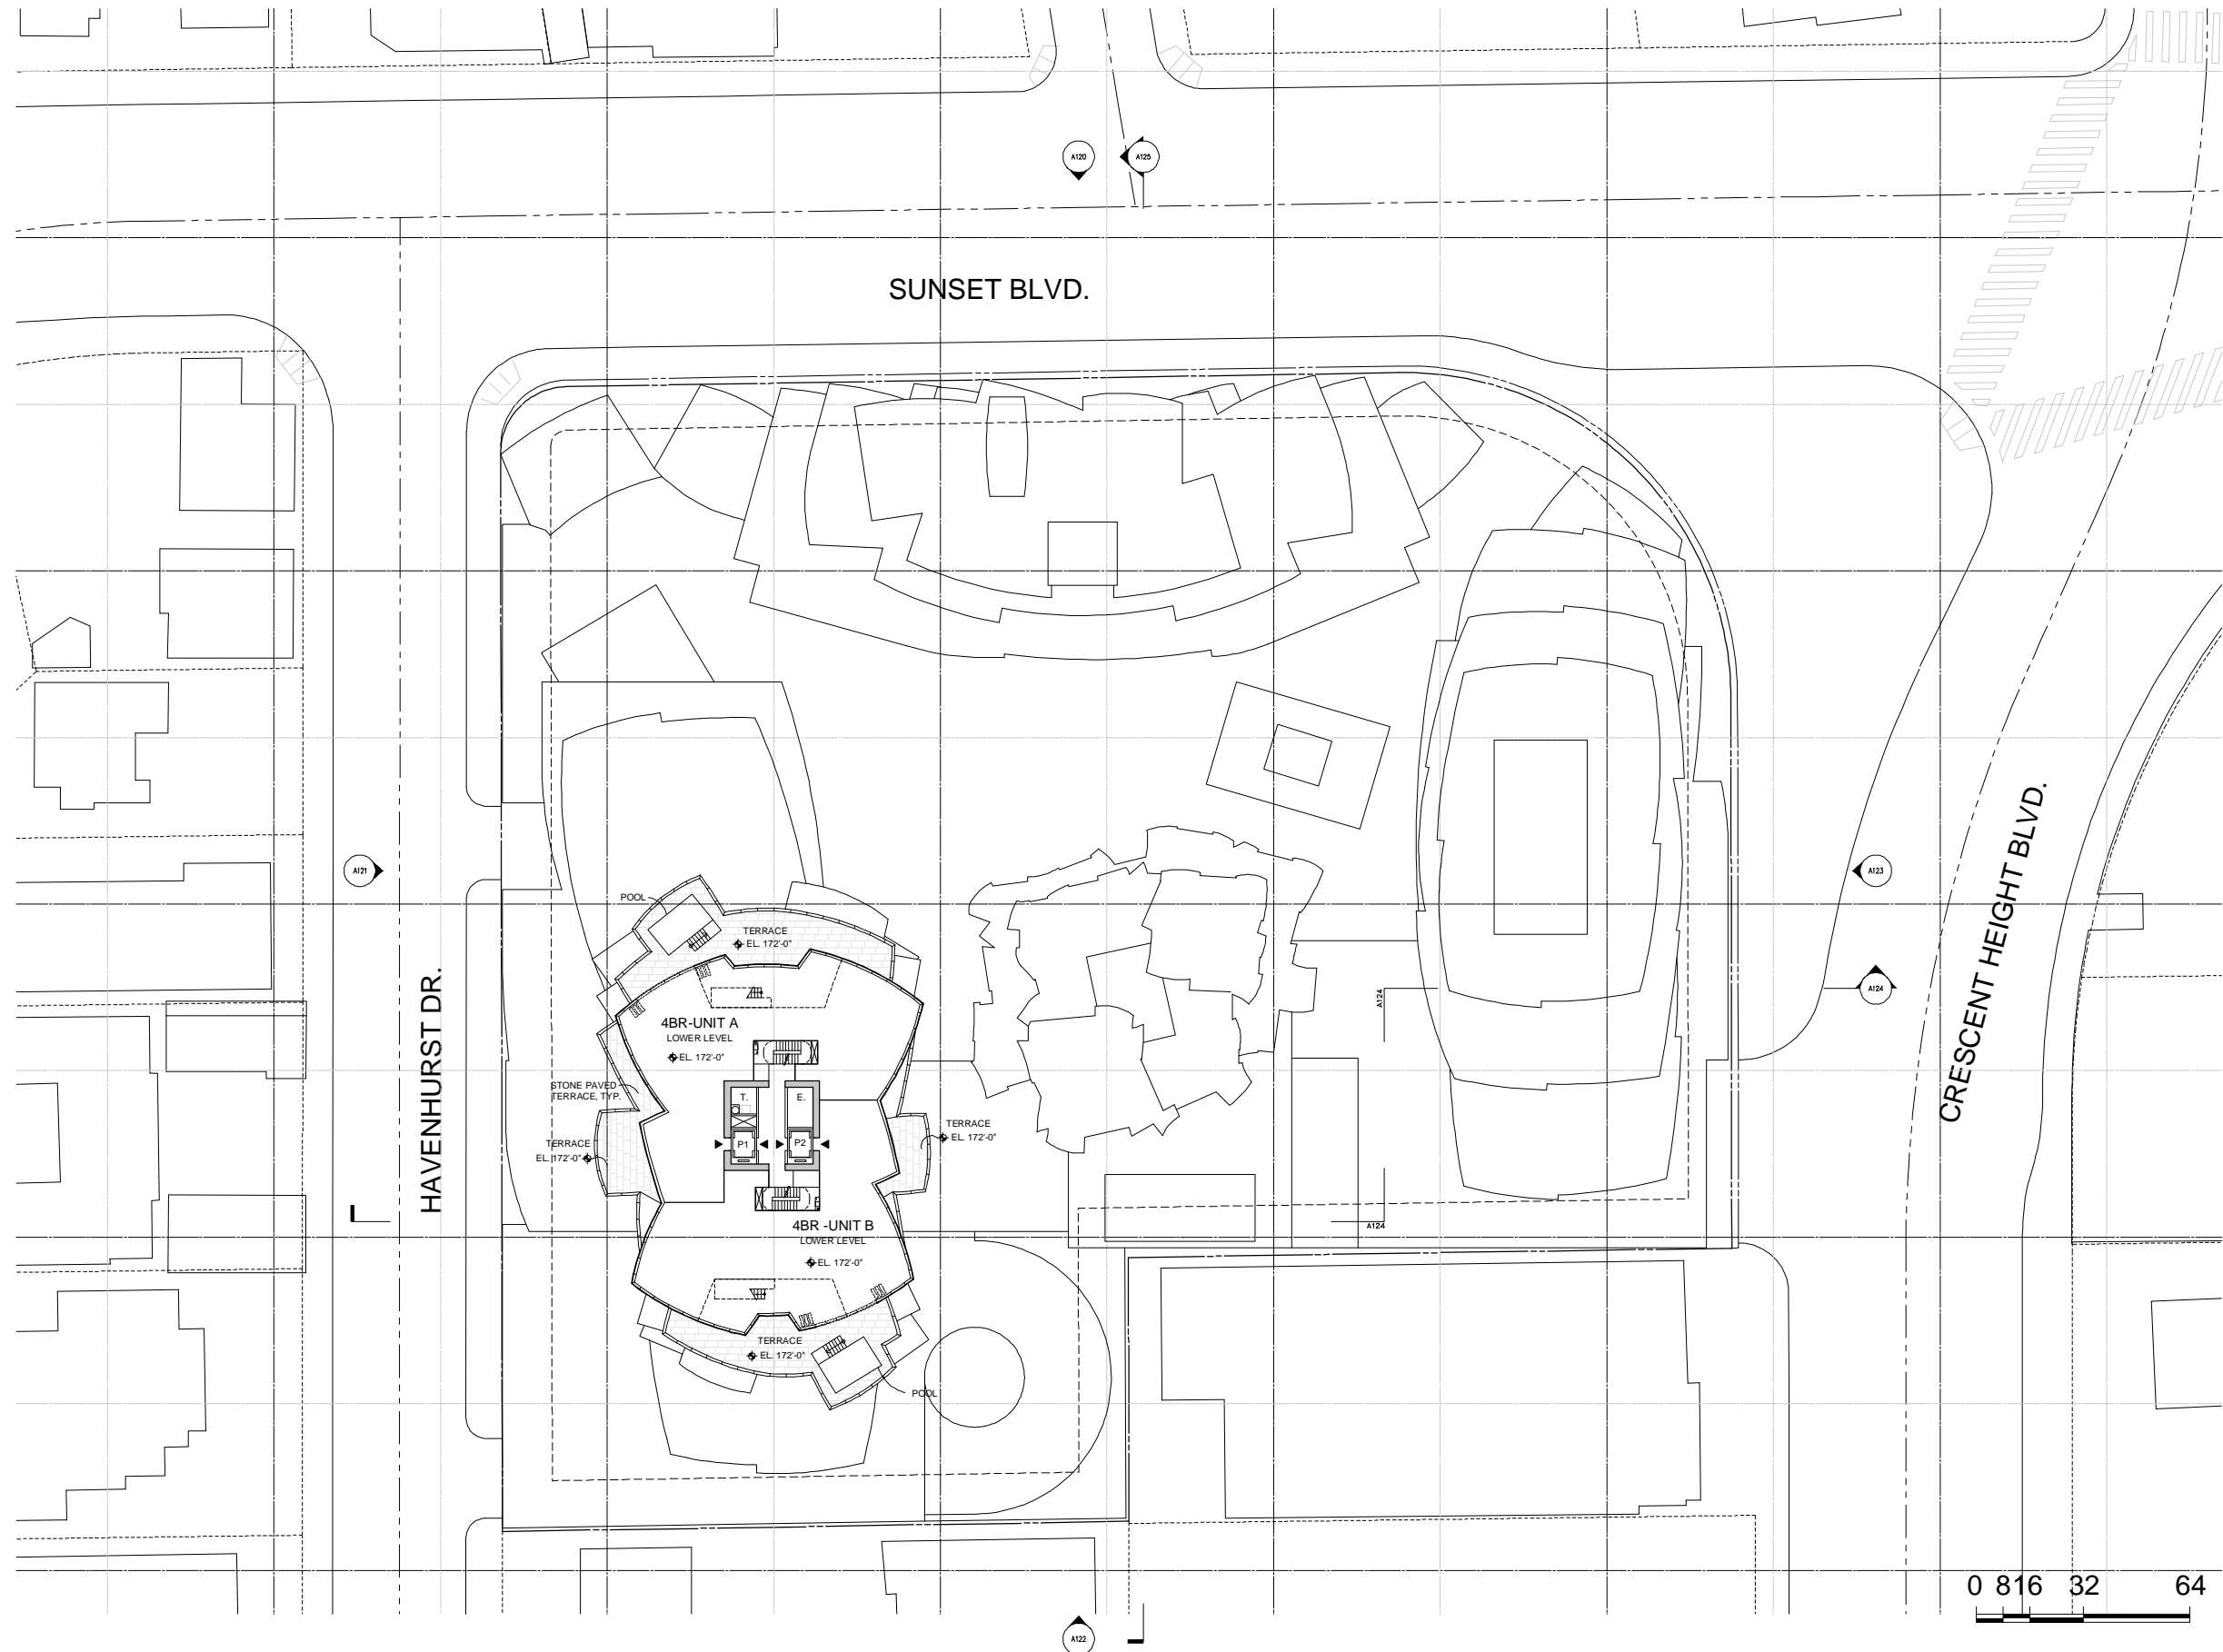 A120
A125
SUNSET BLVD.
A121
A123
POOL
TERRACE
EL. 172'-0"
HAVENHURST DR.
4BR-UNIT A
LOWER LEVEL
EL. 172'-0"
A124
A124
CRESCENT HEIGHT BLVD.
STONE PAVED
TERRACE, TYP.
T.
E.
TERRACE
EL. 172'-0"
P1
P2
TERRACE
EL. 172'-0"
4BR -UNIT B
LOWER LEVEL
EL. 172'-0"
A124
TERRACE
EL. 172'-0"
POOL
0 8 16 32 64
A122